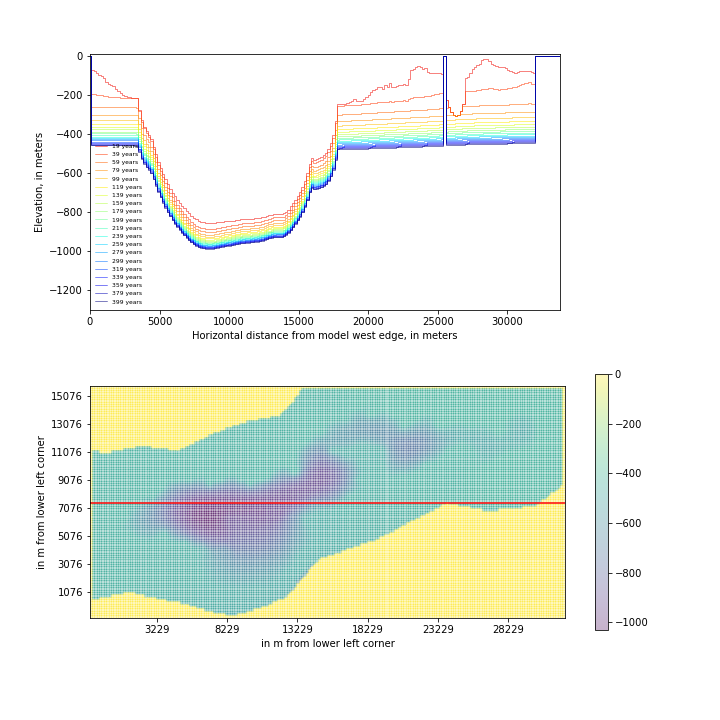 0
−200
−400
−600
−800
−1000
−1200
Elevation, in meters
19 years
39 years
59 years
79 years
99 years
119 years
139 years
159 years
179 years
199 years
219 years
239 years
259 years
279 years
299 years
319 years
339 years
359 years
379 years
399 years
0 5000 10000 15000 20000 25000 30000
Horizontal distance from model west edge, in meters
15076
13076
11076
9076
7076
5076
3076
1076
in m from lower left corner
3229 8229 13229 18229 23229 28229
in m from lower left corner
0
−200
−400
−600
−800
−1000